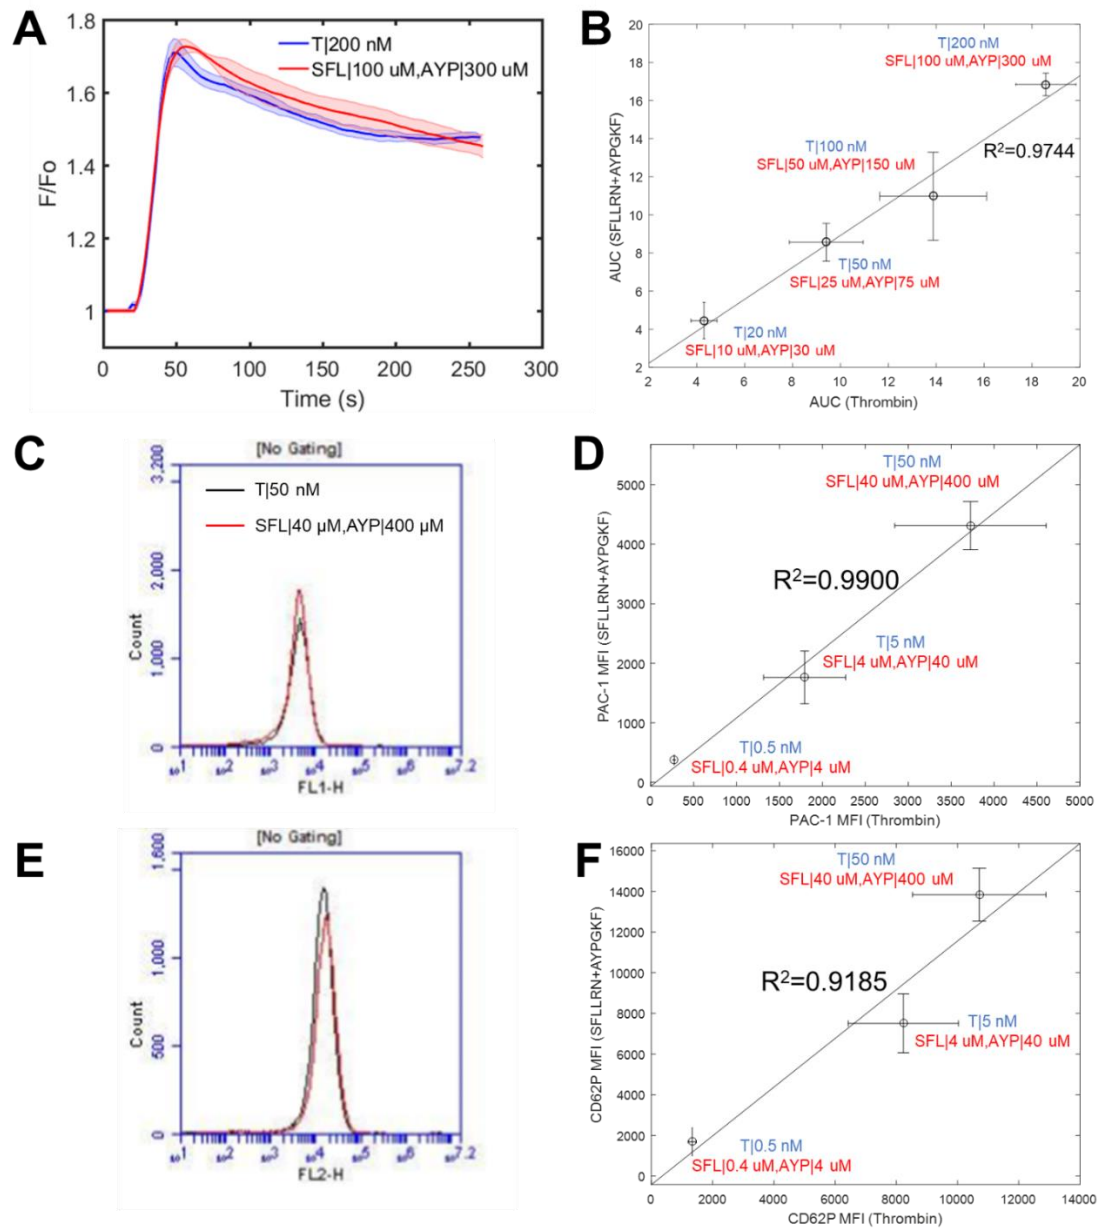 A
1.8
1.6
1.4
1.2
1
F/Fo
T|200 nM
SFL|100 uM,AYP|300 uM
0
50
100
150
200
250
300
Time (s)
B
20
18
16
14
12
10
8
6
4
2
AUC (SFLLRN+AYPGKF)
T|200 nM
SFL|100 uM,AYP|300 uM
T|100 nM
SFL|50 uM,AYP|150 uM
R²=0.9744
T|50 nM
SFL|25 uM,AYP|75 uM
T|20 nM
SFL|10 uM,AYP|30 uM
2
4
6
8
10
12
14
16
18
20
AUC (Thrombin)
C
[No Gating]
3,200
2,000
1,000
0
Count
T|50 nM
SFL|40 µM,AYP|400 µM
FL1-H
D
5000
4000
3000
2000
1000
0
PAC-1 MFI (SFLLRN+AYPGKF)
T|50 nM
SFL|40 uM,AYP|400 uM
R²=0.9900
T|5 nM
SFL|4 uM,AYP|40 uM
T|0.5 nM
SFL|0.4 uM,AYP|4 uM
0
500
1000
1500
2000
2500
3000
3500
4000
4500
5000
PAC-1 MFI (Thrombin)
E
[No Gating]
1,600
1,000
500
0
Count
FL2-H
F
16000
14000
12000
10000
8000
6000
4000
2000
0
CD62P MFI (SFLLRN+AYPGKF)
T|50 nM
SFL|40 uM,AYP|400 uM
R²=0.9185
T|5 nM
SFL|4 uM,AYP|40 uM
T|0.5 nM
SFL|0.4 uM,AYP|4 uM
0
2000
4000
6000
8000
10000
12000
14000
CD62P MFI (Thrombin)